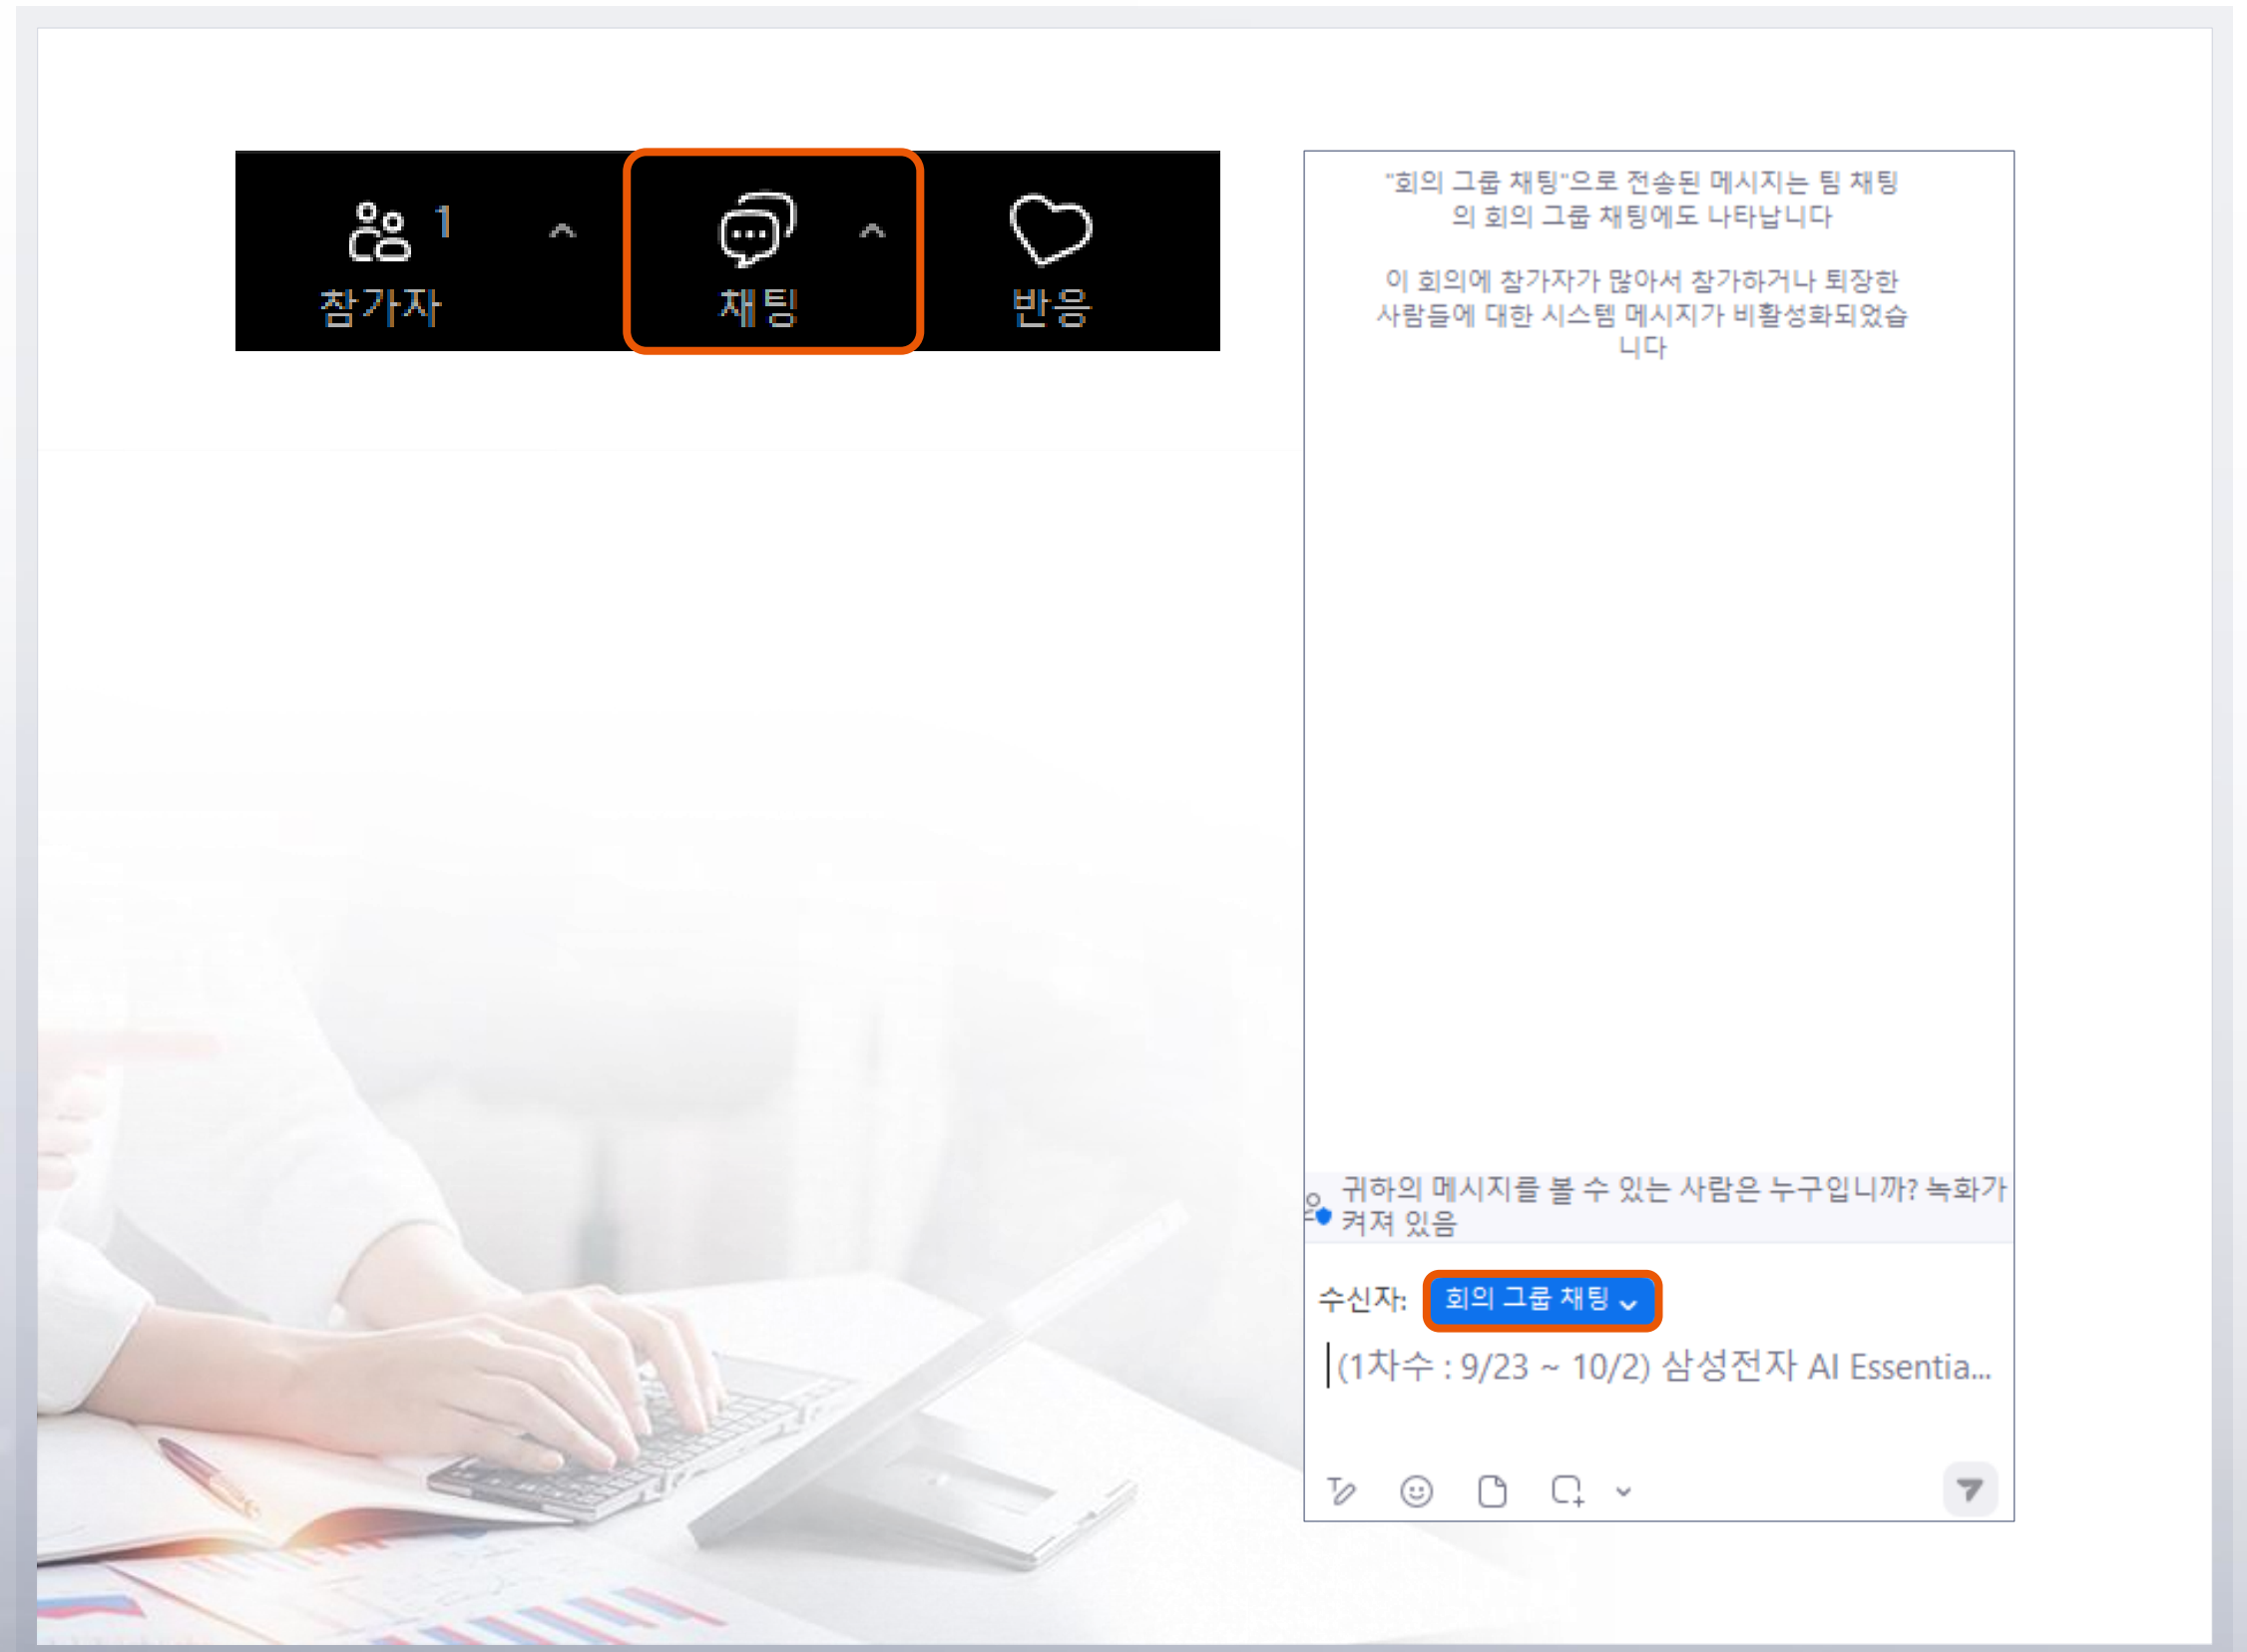 1
참가자
채팅
반응
"회의 그룹 채팅"으로 전송된 메시지는 팀 채팅
의 회의 그룹 채팅에도 나타납니다
이 회의에 참가자가 많아서 참가하거나 퇴장한
사람들에 대한 시스템 메시지가 비활성화되었습
니다
귀하의 메시지를 볼 수 있는 사람은 누구입니까? 녹화가
켜져 있음
수신자: 회의 그룹 채팅
(1차수 : 9/23 ~ 10/2) 삼성전자 AI Essentia...